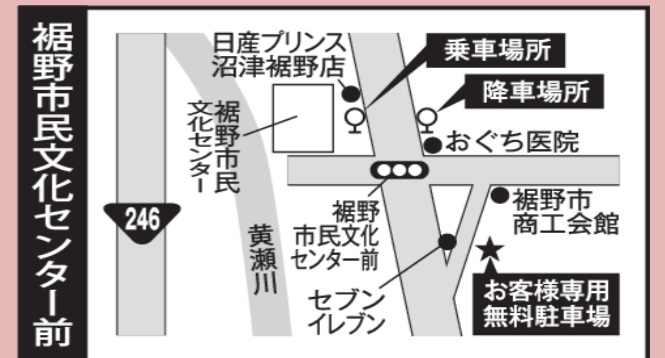 裾野市民文化センター前
日産プリンス
沼津裾野店
乗車場所
降車場所
裾野市民
文化センター
おぐち医院
246
裾野
市民文化
センター前
裾野市
商工会館
黄瀬川
セブン
イレブン
お客様専用
無料駐車場